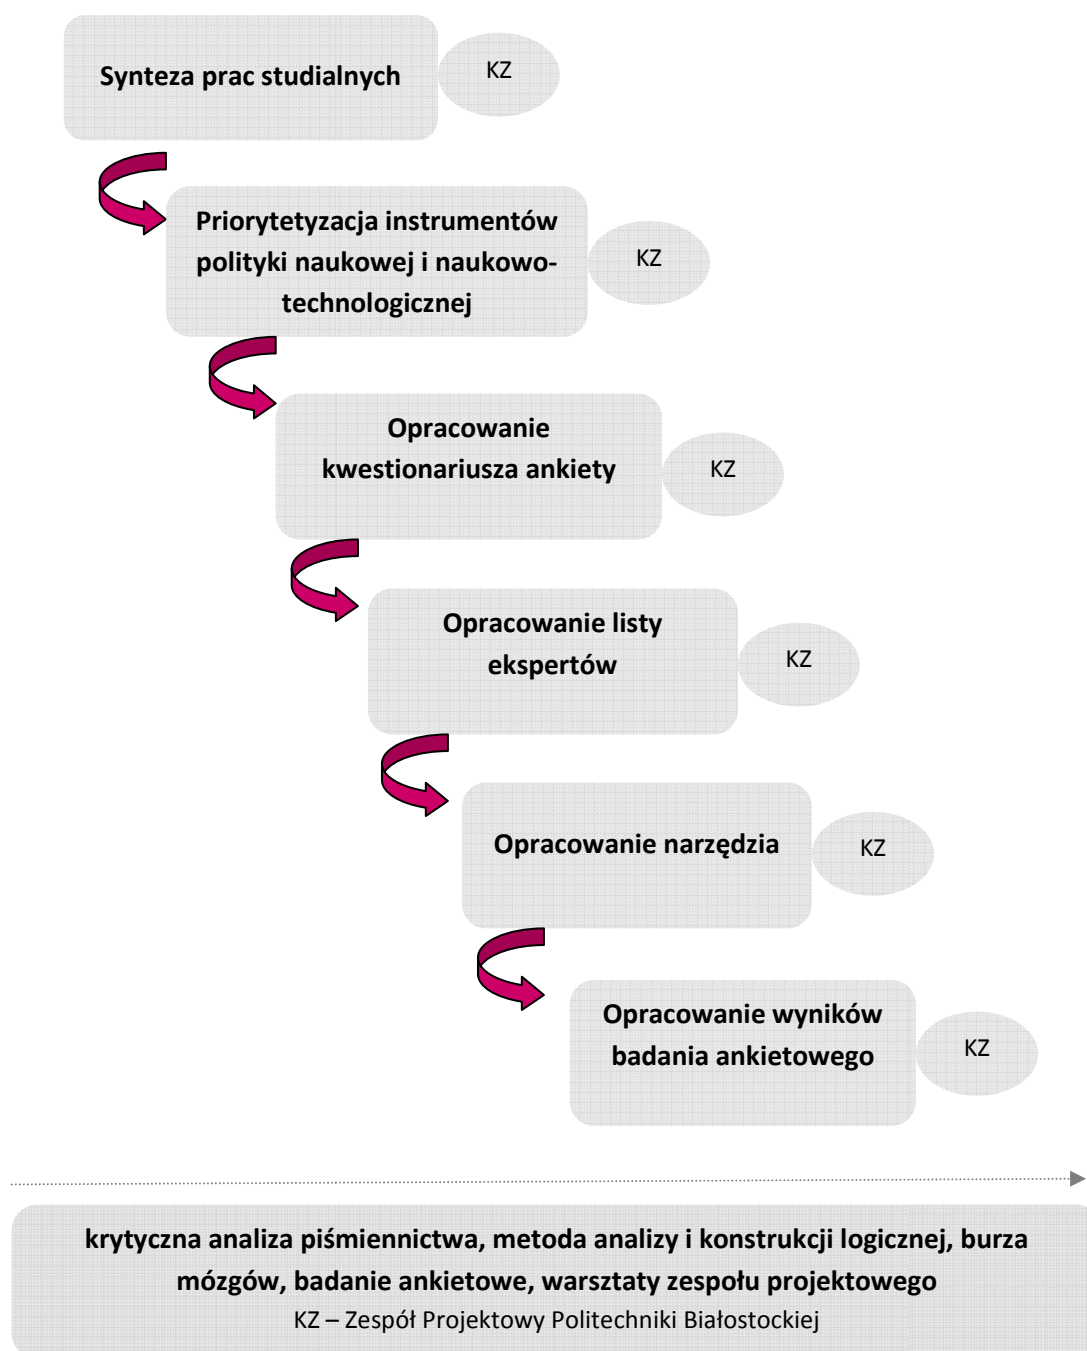 Synteza prac studialnych
KZ
Priorytetyzacja instrumentów
polityki naukowej i naukowo-
technologicznej
KZ
Opracowanie
kwestionariusza ankiety
KZ
Opracowanie listy
ekspertów
KZ
Opracowanie narzędzia
KZ
Opracowanie wyników
badania ankietowego
KZ
krytyczna analiza piśmiennictwa, metoda analizy i konstrukcji logicznej, burza
mózgów, badanie ankietowe, warsztaty zespołu projektowego
KZ – Zespół Projektowy Politechniki Białostockiej